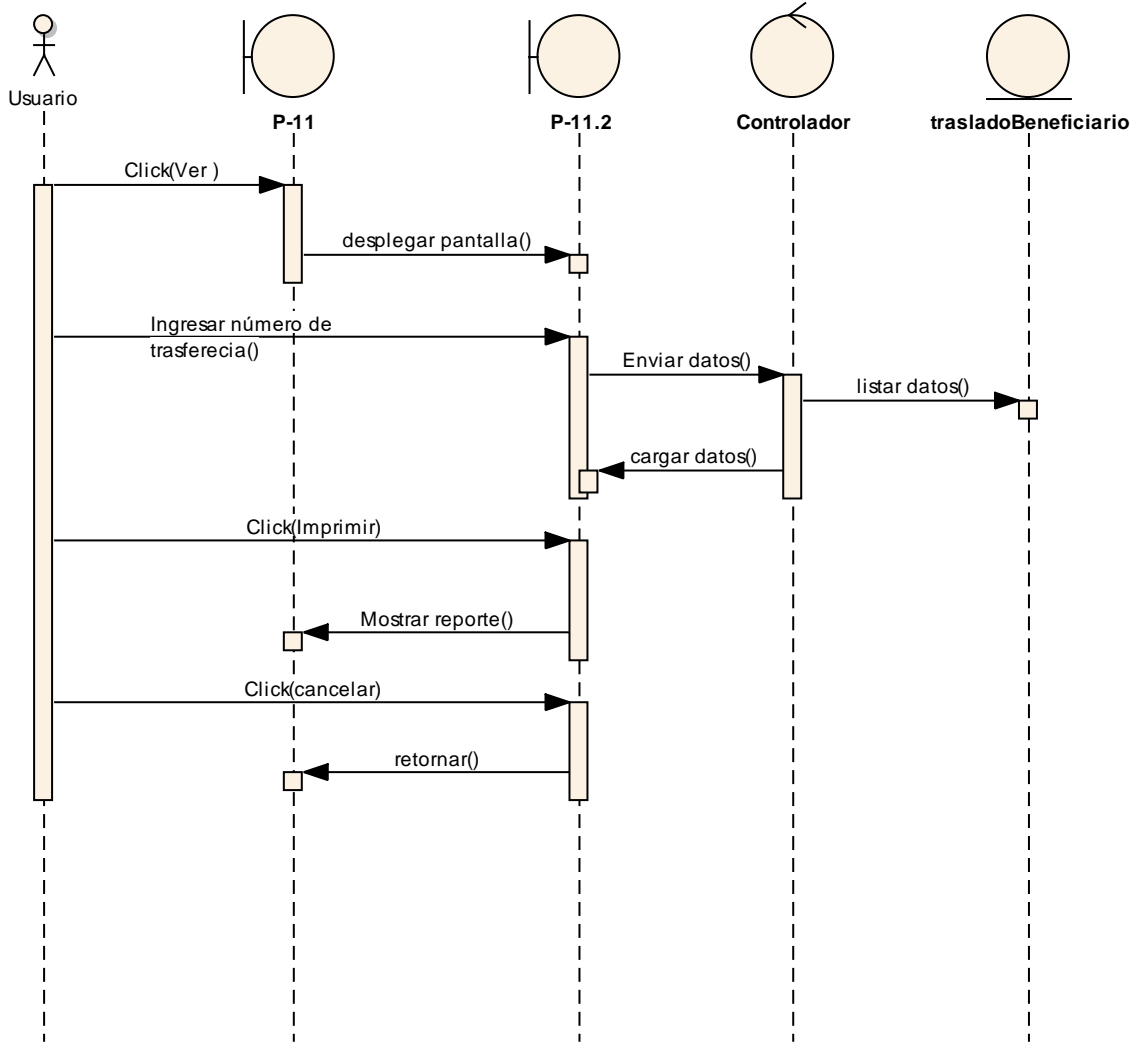 Usuario
P-11
P-11.2
Controlador
trasladoBeneficiario
Click(Ver )
desplegar pantalla()
Ingresar número de
trasferecia()
Enviar datos()
listar datos()
cargar datos()
Click(Imprimir)
Mostrar reporte()
Click(cancelar)
retornar()